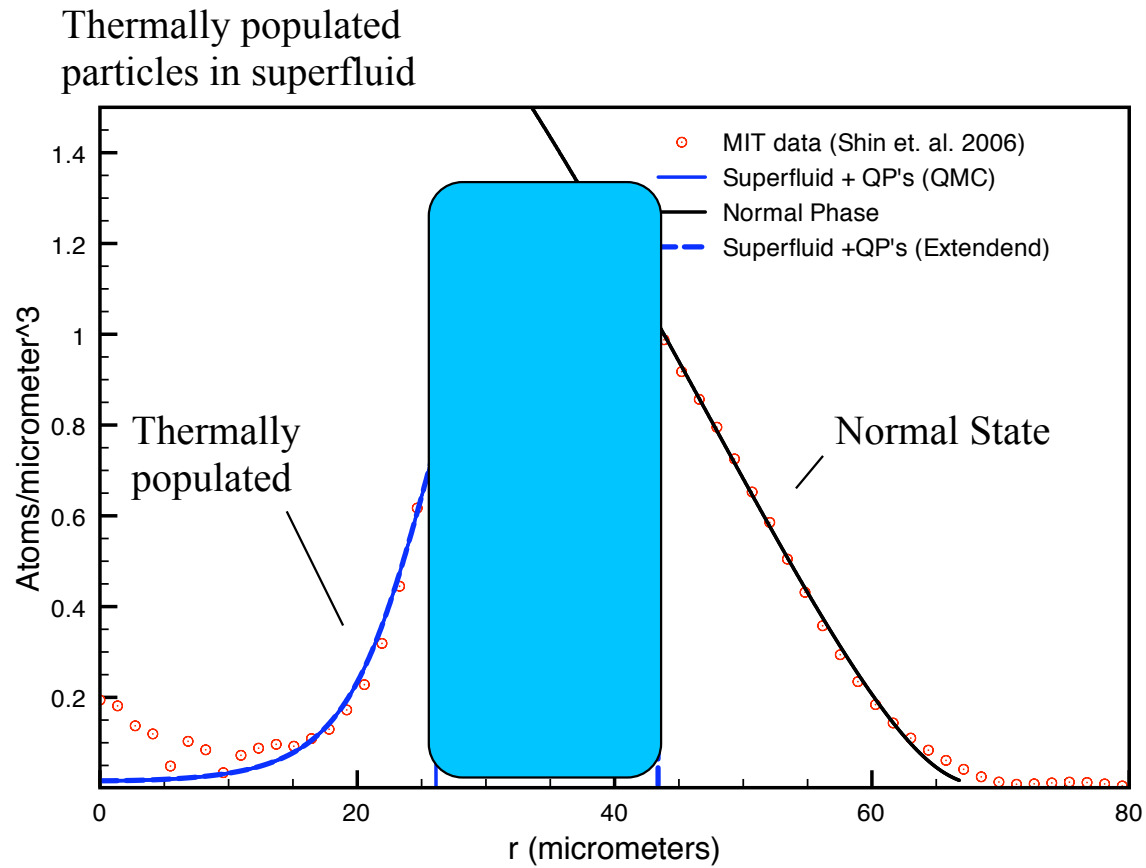 Thermally populated
particles in superfluid
MIT data (Shin et. al. 2006)
Superfluid + QP's (QMC)
Normal Phase
Superfluid +QP's (Extendend)
Thermally
populated
Normal State
Atoms/micrometer^3
1.4
1.2
1
0.8
0.6
0.4
0.2
0
20
40
60
80
r (micrometers)